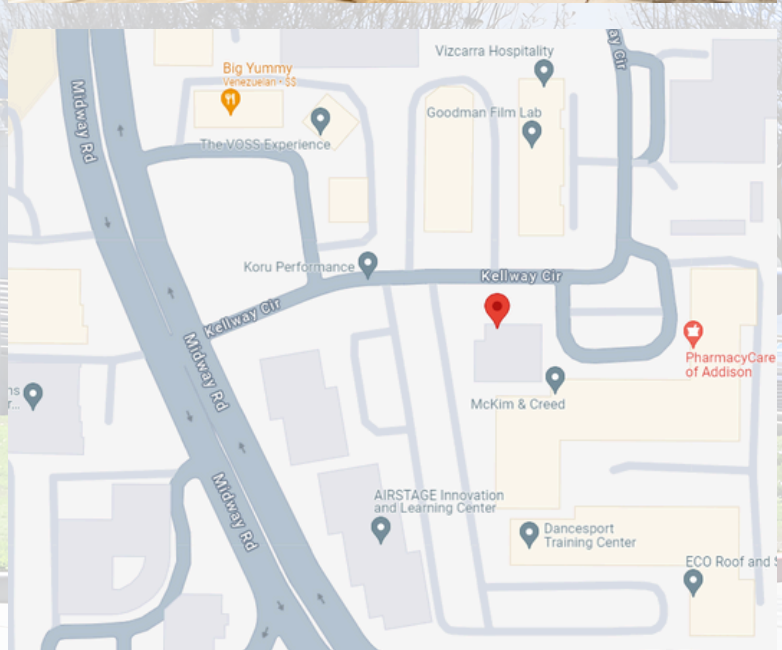 ay Cir
Vizcarra Hospitality
Big Yummy
Venezuelan · $$
Midway Rd
Goodman Film Lab
The VOSS Experience
Koru Performance
Kellway Cir
Kellway Cir
Midway Rd
PharmacyCare
of Addison
ns
r...
McKim & Creed
Midway Rd
AIRSTAGE Innovation
and Learning Center
Dancesport
Training Center
ECO Roof and S